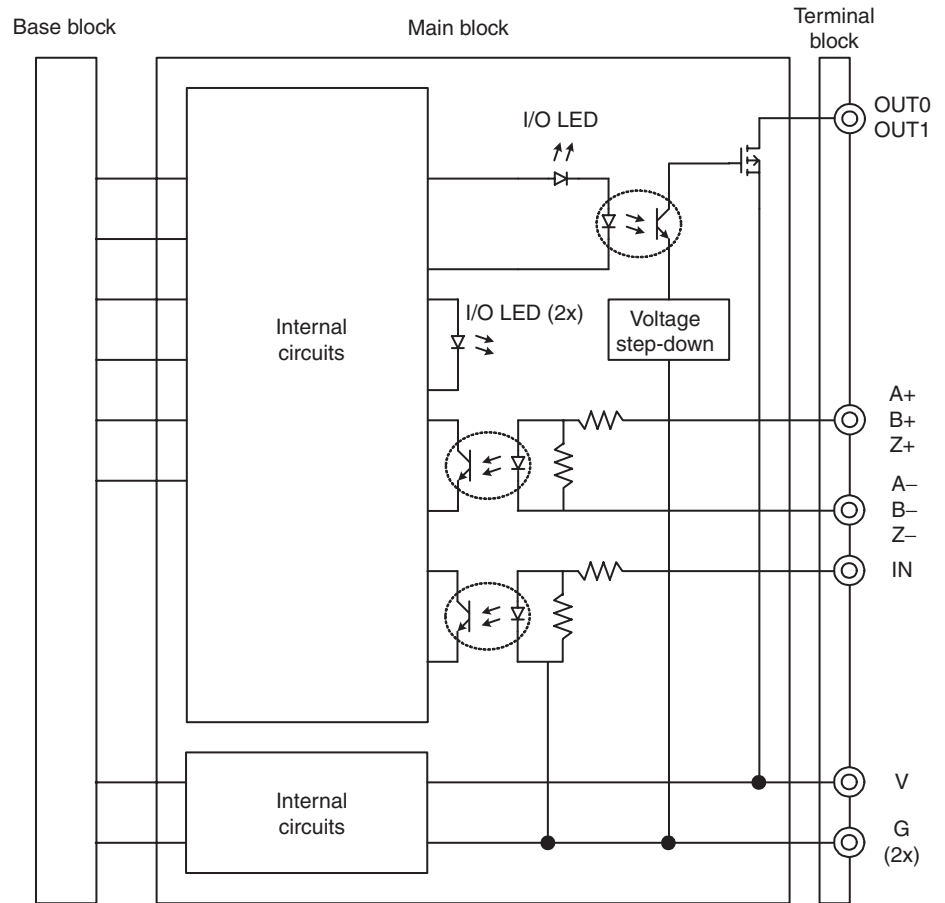 Base block
Main block
Terminal
block
OUT0
OUT1
I/O LED
I/O LED (2x)
Internal
circuits
Voltage
step-down
A+
B+
Z+
A−
B−
Z−
IN
Internal
circuits
V
G
(2x)